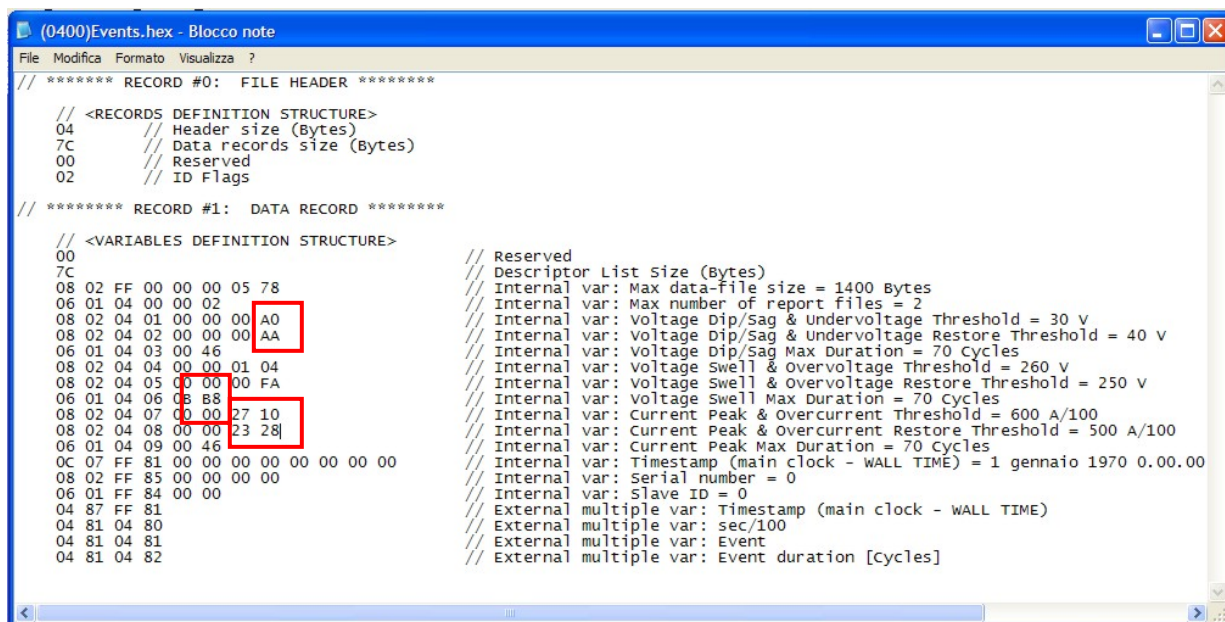 (0400)Events.hex - Blocco note
File Modifica Formato Visualizza ?
// ******* RECORD #0: FILE HEADER ********
// <RECORDS DEFINITION STRUCTURE>
04 // Header size (Bytes)
7C // Data records size (Bytes)
00 // Reserved
02 // ID Flags
// ******** RECORD #1: DATA RECORD ********
// <VARIABLES DEFINITION STRUCTURE>
00 // Reserved
7C // Descriptor List Size (Bytes)
08 02 FF 00 00 00 05 78 // Internal var: Max data-file size = 1400 Bytes
06 01 04 00 00 02 // Internal var: Max number of report files = 2
08 02 04 01 00 00 00 A0 // Internal var: Voltage Dip/Sag & Undervoltage Threshold = 30 V
08 02 04 02 00 00 00 AA // Internal var: Voltage Dip/Sag & Undervoltage Restore Threshold = 40 V
06 01 04 03 00 46 // Internal var: Voltage Dip/Sag Max Duration = 70 Cycles
08 02 04 04 00 00 01 04 // Internal var: Voltage Swell & Overvoltage Threshold = 260 V
08 02 04 05 00 00 00 FA // Internal var: Voltage Swell & Overvoltage Restore Threshold = 250 V
06 01 04 06 0B B8 // Internal var: Voltage Swell Max Duration = 70 Cycles
08 02 04 07 00 00 27 10 // Internal var: Current Peak & Overcurrent Threshold = 600 A/100
08 02 04 08 00 00 23 28 // Internal var: Current Peak & Overcurrent Restore Threshold = 500 A/100
06 01 04 09 00 46 // Internal var: Current Peak Max Duration = 70 Cycles
0C 07 FF 81 00 00 00 00 00 00 00 00 // Internal var: Timestamp (main clock - WALL TIME) = 1 gennaio 1970 0.00.00
08 02 FF 85 00 00 00 00 // Internal var: Serial number = 0
06 01 FF 84 00 00 // Internal var: Slave ID = 0
04 87 FF 81 // External multiple var: Timestamp (main clock - WALL TIME)
04 81 04 80 // External multiple var: sec/100
04 81 04 81 // External multiple var: Event
04 81 04 82 // External multiple var: Event duration [Cycles]